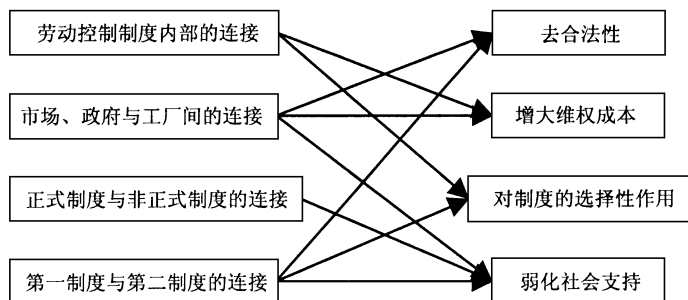 劳动控制制度内部的连接
去合法性
市场、政府与工厂间的连接
增大维权成本
正式制度与非正式制度的连接
对制度的选择性作用
第一制度与第二制度的连接
弱化社会支持